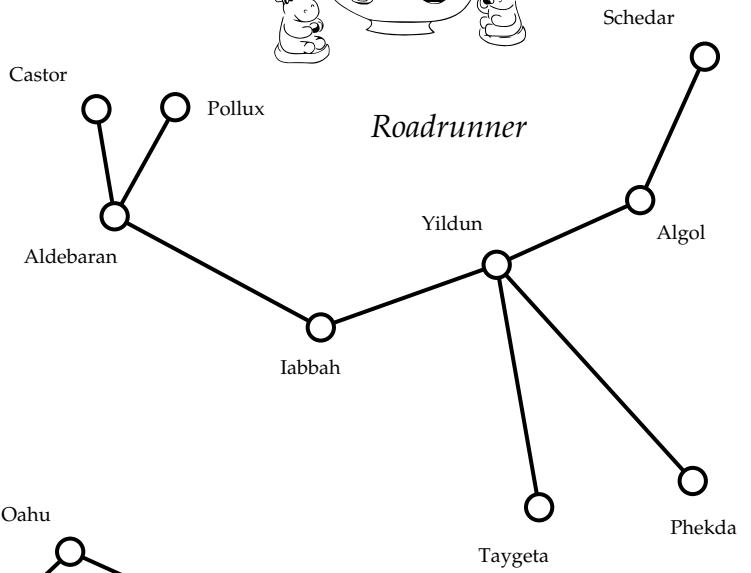 Schedar
Castor
Pollux
Roadrunner
Yildun
Algol
Aldebaran
Iabbah
Oahu
Phekda
Taygeta